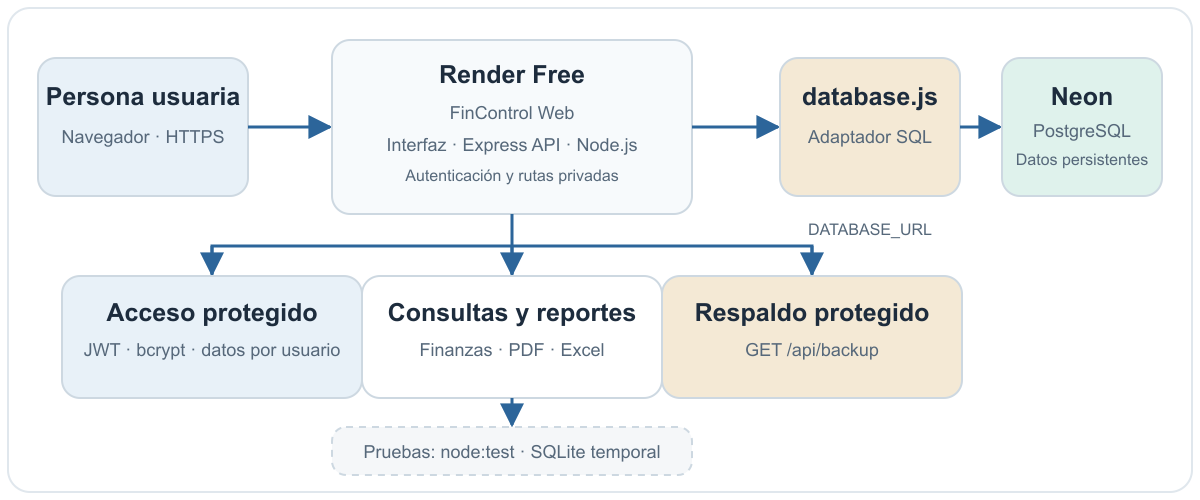 Persona usuaria
Navegador · HTTPS
Render Free
FinControl Web
Interfaz · Express API · Node.js
Autenticación y rutas privadas
database.js
Adaptador SQL
Neon
PostgreSQL
Datos persistentes
DATABASE_URL
Acceso protegido
JWT · bcrypt · datos por usuario
Consultas y reportes
Finanzas · PDF · Excel
Respaldo protegido
GET /api/backup
Pruebas: node:test · SQLite temporal